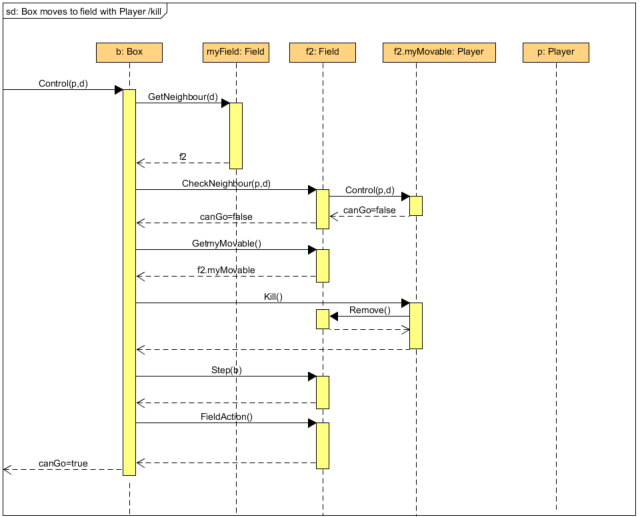 sd: Box moves to field with Player /kill
b: Box
myField: Field
f2: Field
f2.myMovable: Player
p: Player
Control(p,d)
GetNeighbour(d)
f2
CheckNeighbour(p,d)
Control(p,d)
canGo=false
canGo=false
GetmyMovable()
f2.myMovable
Kill()
Remove()
Step(b)
FieldAction()
canGo=true